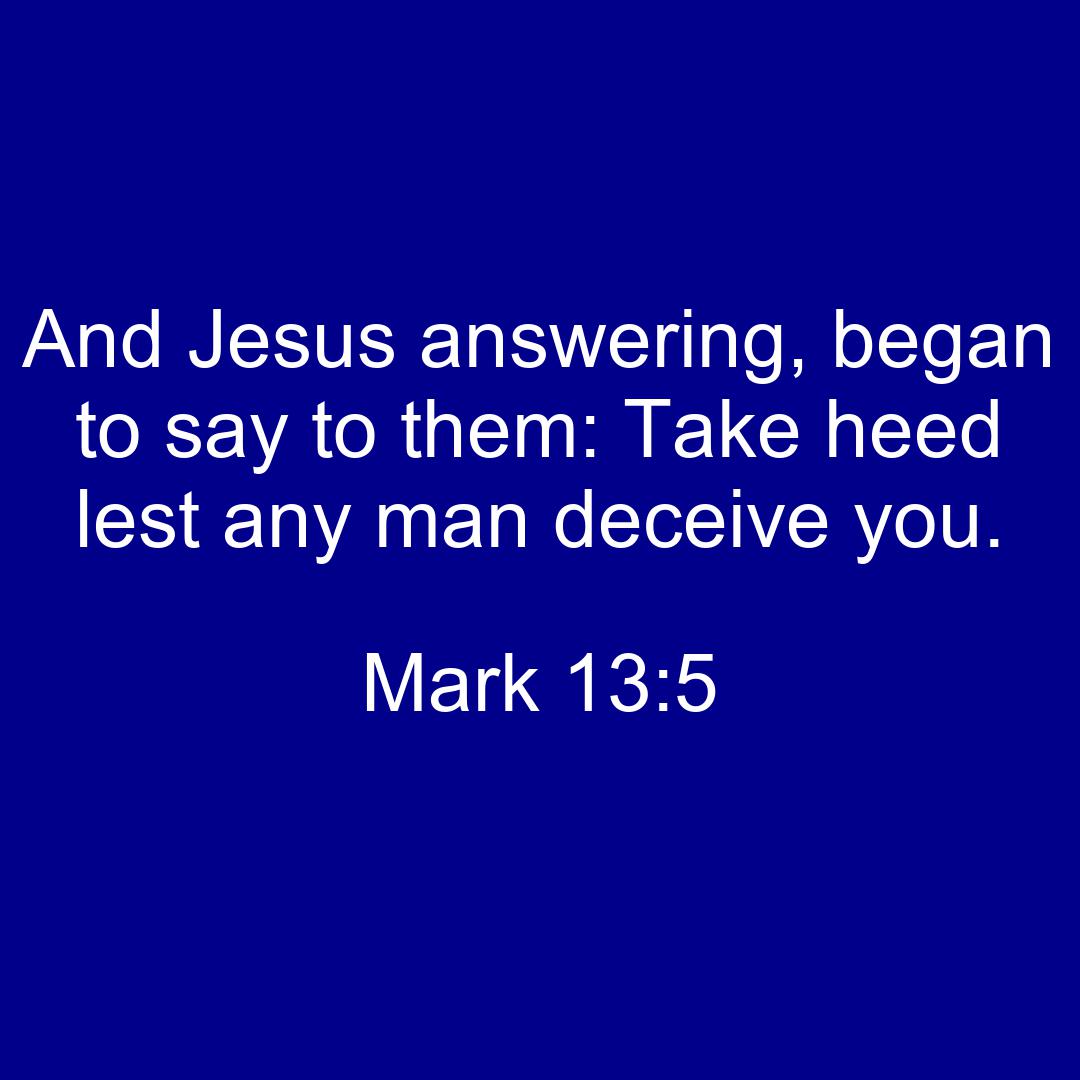 And Jesus answering, began
to say to them: Take heed
lest any man deceive you.
Mark 13:5